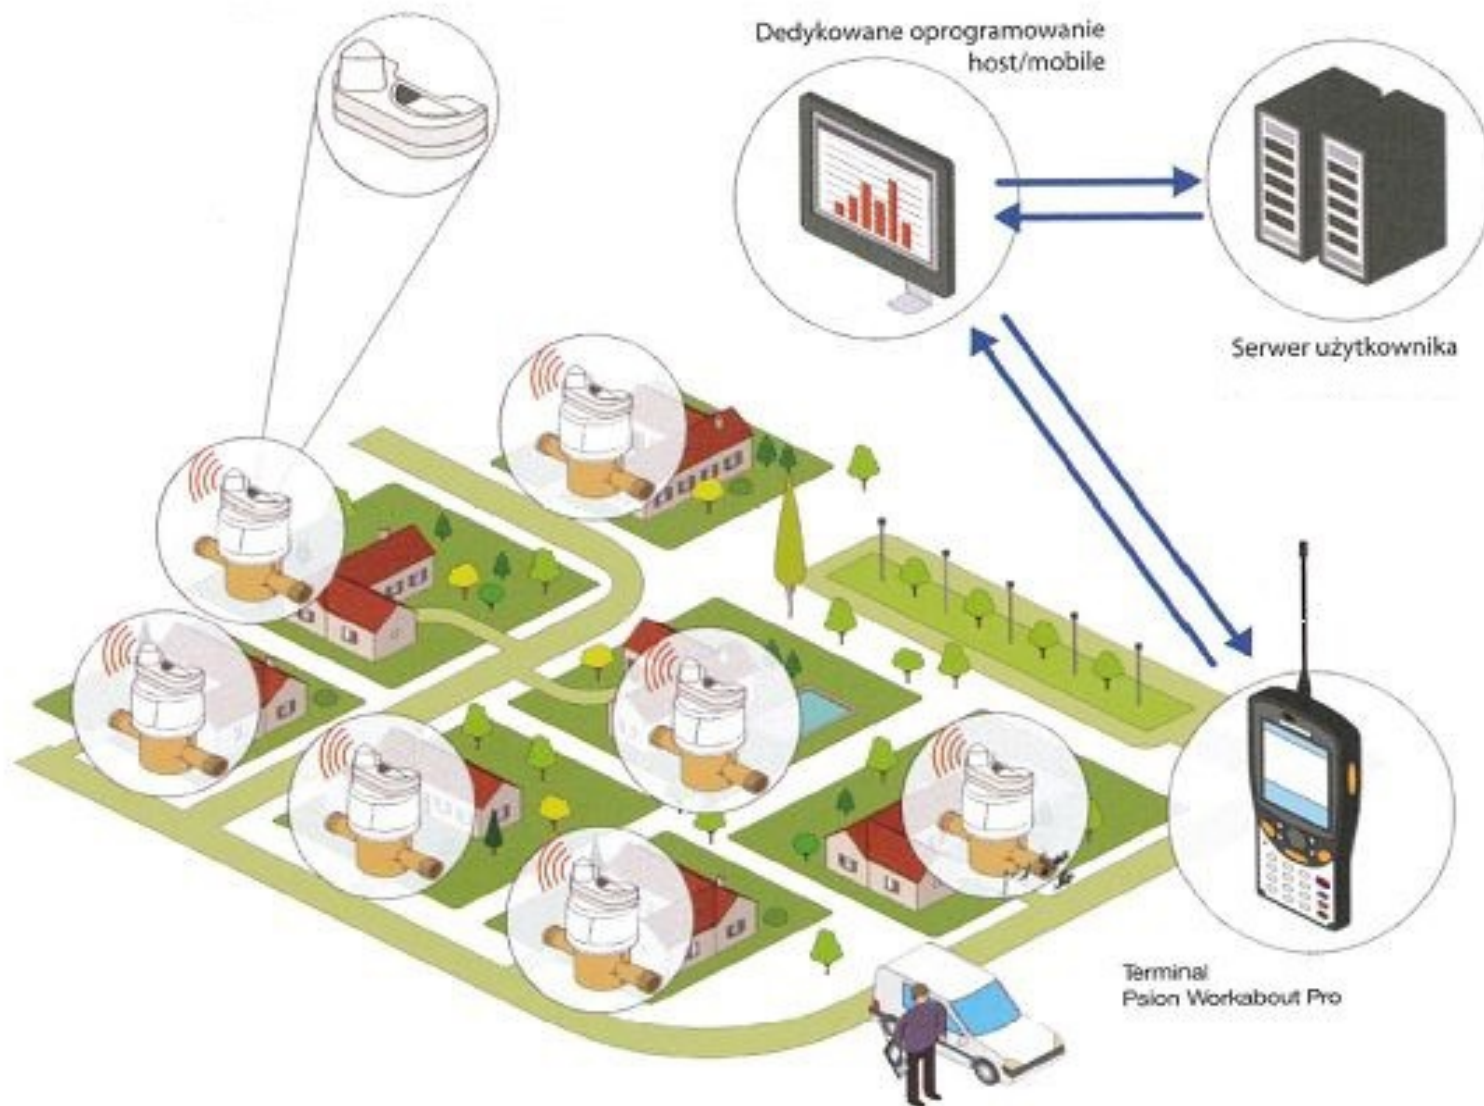 Dedykowane oprogramowanie
host/mobile
Serwer użytkownika
Terminal
Psion Workabout Pro